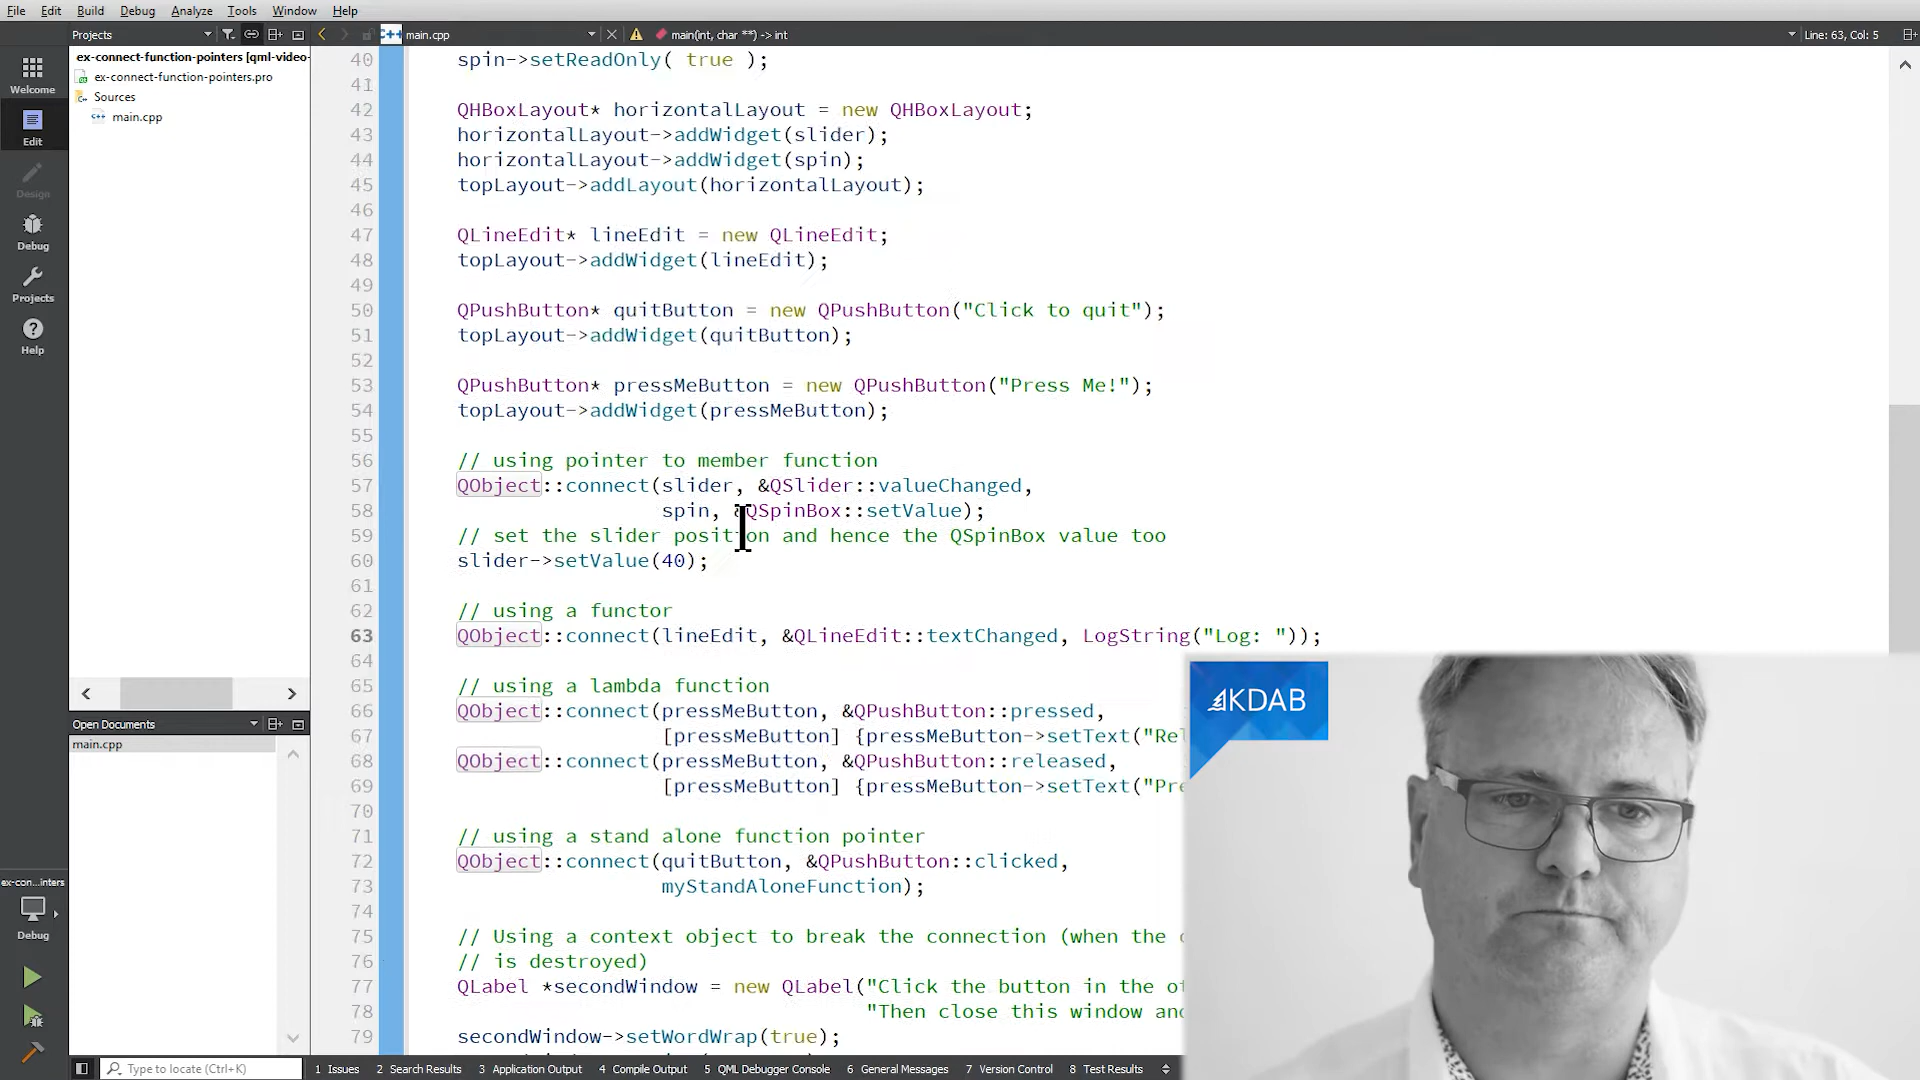 File Edit Build Debug Analyze Tools Window Help
Projects main.cpp main(int, char **) -> int Line: 63, Col: 5
ex-connect-function-pointers [qml-video-
ex-connect-function-pointers.pro
Sources
main.cpp
Welcome
Edit
Design
Debug
Projects
Help
40 spin->setReadOnly( true );
41
42 QHBoxLayout* horizontalLayout = new QHBoxLayout;
43 horizontalLayout->addWidget(slider);
44 horizontalLayout->addWidget(spin);
45 topLayout->addLayout(horizontalLayout);
46
47 QLineEdit* lineEdit = new QLineEdit;
48 topLayout->addWidget(lineEdit);
49
50 QPushButton* quitButton = new QPushButton("Click to quit");
51 topLayout->addWidget(quitButton);
52
53 QPushButton* pressMeButton = new QPushButton("Press Me!");
54 topLayout->addWidget(pressMeButton);
55
56 // using pointer to member function
57 QObject::connect(slider, &QSlider::valueChanged,
58 spin, &QSpinBox::setValue);
59 // set the slider position and hence the QSpinBox value too
60 slider->setValue(40);
61
62 // using a functor
63 QObject::connect(lineEdit, &QLineEdit::textChanged, LogString("Log: "));
64
65 // using a lambda function
66 QObject::connect(pressMeButton, &QPushButton::pressed,
67 [pressMeButton] {pressMeButton->setText("Rel
68 QObject::connect(pressMeButton, &QPushButton::released,
69 [pressMeButton] {pressMeButton->setText("Pre
70
71 // using a stand alone function pointer
72 QObject::connect(quitButton, &QPushButton::clicked,
73 myStandAloneFunction);
74
75 // Using a context object to break the connection (when the
76 // is destroyed)
77 QLabel *secondWindow = new QLabel("Click the button in the
78 "Then close this window
79 secondWindow->setWordWrap(true);
KDAB
Open Documents
main.cpp
ex-con...inters
Debug
Type to locate (Ctrl+K) 1 Issues 2 Search Results 3 Application Output 4 Compile Output 5 QML Debugger Console 6 General Messages 7 Version Control 8 Test Results